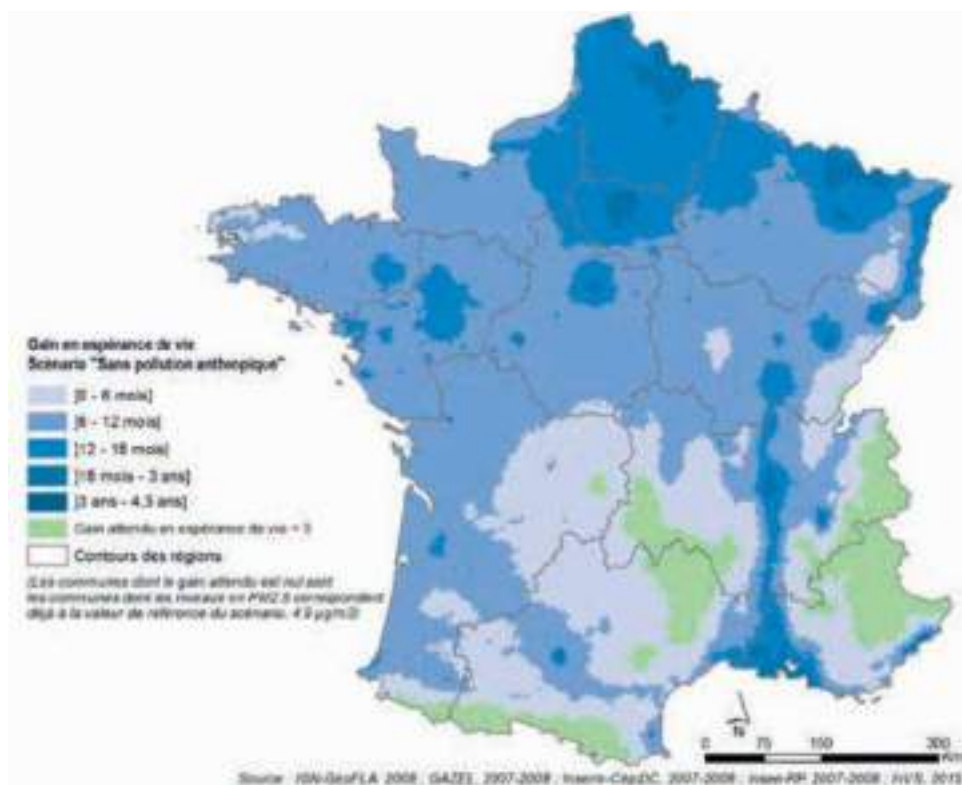 Gain en espérance de vie
Scénario "Sans pollution anthropique"
[0 - 6 mois]
]6 - 12 mois]
]12 - 18 mois]
]18 mois - 3 ans]
]3 ans - 4,3 ans]
Gain attendu en espérance de vie = 0
Contours des régions
(Les communes dont le gain attendu est nul sont
les communes dont les niveaux en PM2.5 correspondent
déjà à la valeur de référence du scénario, 4,9 µg/m3)
N
0 75 150 300
Km
Source : IGN-GéoFLA, 2008 ; GAZEL, 2007-2008 ; Inserm-CépiDC, 2007-2008 ; Insee-RP, 2007-2008 ; InVS, 2015